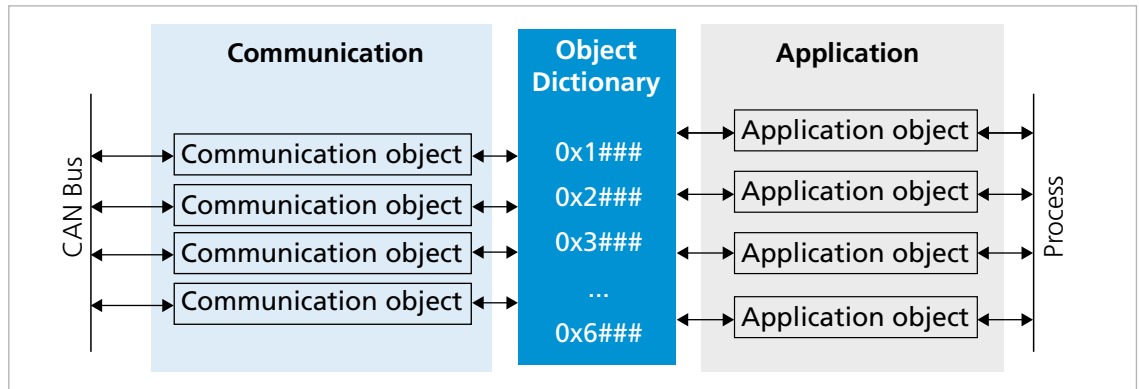 Communication
Object
Dictionary
Application
CAN Bus
Communication object
Communication object
Communication object
Communication object
0x1###
0x2###
0x3###
...
0x6###
Application object
Application object
Application object
Application object
Process